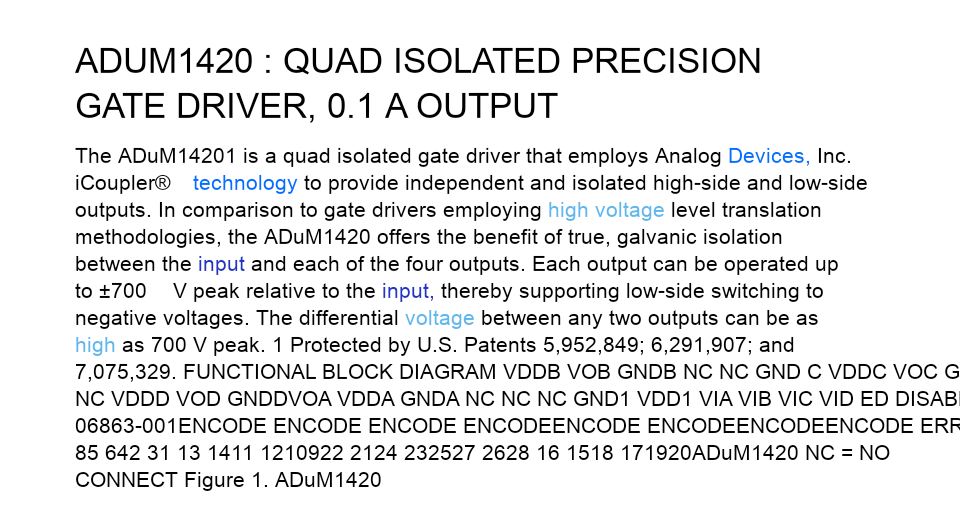 ADUM1420 : QUAD ISOLATED PRECISION
GATE DRIVER, 0.1 A OUTPUT
The ADuM14201 is a quad isolated gate driver that employs Analog Devices, Inc.
iCoupler® technology to provide independent and isolated high-side and low-side
outputs. In comparison to gate drivers employing high voltage level translation
methodologies, the ADuM1420 offers the benefit of true, galvanic isolation
between the input and each of the four outputs. Each output can be operated up
to ±700 V peak relative to the input, thereby supporting low-side switching to
negative voltages. The differential voltage between any two outputs can be as
high as 700 V peak. 1 Protected by U.S. Patents 5,952,849; 6,291,907; and
7,075,329. FUNCTIONAL BLOCK DIAGRAM VDDB VOB GNDB NC NC GND C VDDC VOC
NC VDDD VOD GNDDVOA VDDA GNDA NC NC NC GND1 VDD1 VIA VIB VIC VID ED
06863-001ENCODE ENCODE ENCODE ENCODEENCODE ENCODEENCODEENCODE
85 642 31 13 1411 1210922 2124 232527 2628 16 1518 171920ADuM1420 NC = NO
CONNECT Figure 1. ADuM1420